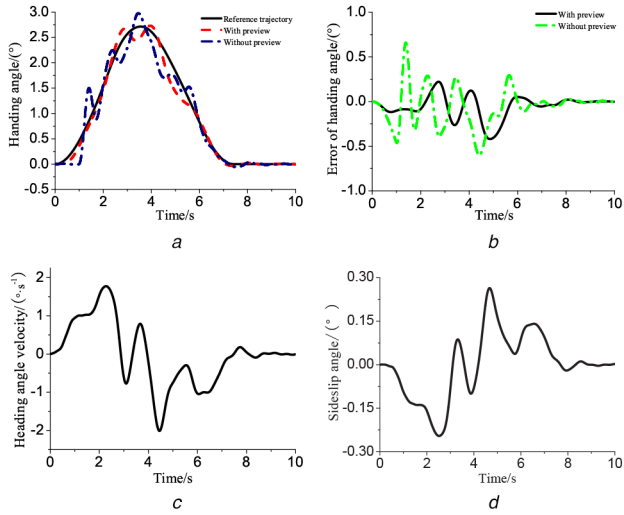 Handing angle/(°)
3.0
2.5
2.0
1.5
1.0
0.5
0.0
-0.5
Reference trajectory
With preview
Without preview
0 2 4 6 8 10
Time/s
a
Error of handing angle/(°)
1.0
0.5
0.0
-0.5
-1.0
With preview
Without preview
0 2 4 6 8 10
Time/s
b
Heading angle velocity/(°·s⁻¹)
2
1
0
-1
-2
0 2 4 6 8 10
Time/s
c
Sideslip angle/(°)
0.30
0.15
0.00
-0.15
-0.30
0 2 4 6 8 10
Time/s
d